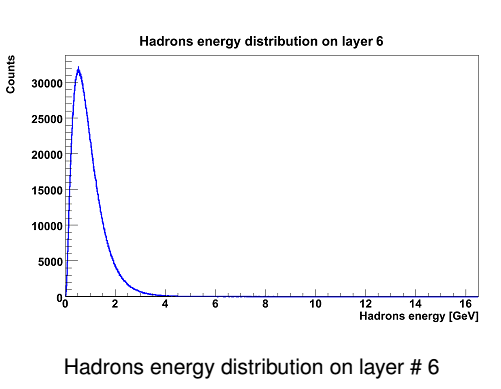 Hadrons energy distribution on layer 6
Counts
30000
25000
20000
15000
10000
5000
0
0 2 4 6 8 10 12 14 16
Hadrons energy [GeV]
Hadrons energy distribution on layer # 6